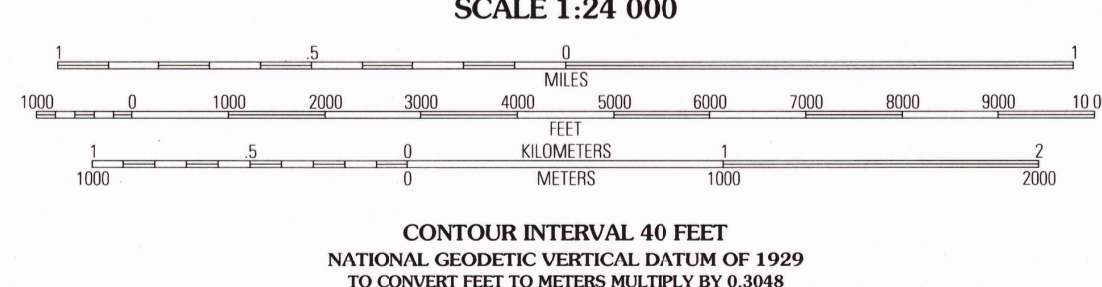 SCALE 1:24 000
1 .5 0 1
MILES
1000 0 1000 2000 3000 4000 5000 6000 7000 8000 9000 10 0
FEET
1 .5 0 KILOMETERS 1 2
1000 0 METERS 1000 2000
CONTOUR INTERVAL 40 FEET
NATIONAL GEODETIC VERTICAL DATUM OF 1929
TO CONVERT FEET TO METERS MULTIPLY BY 0.3048